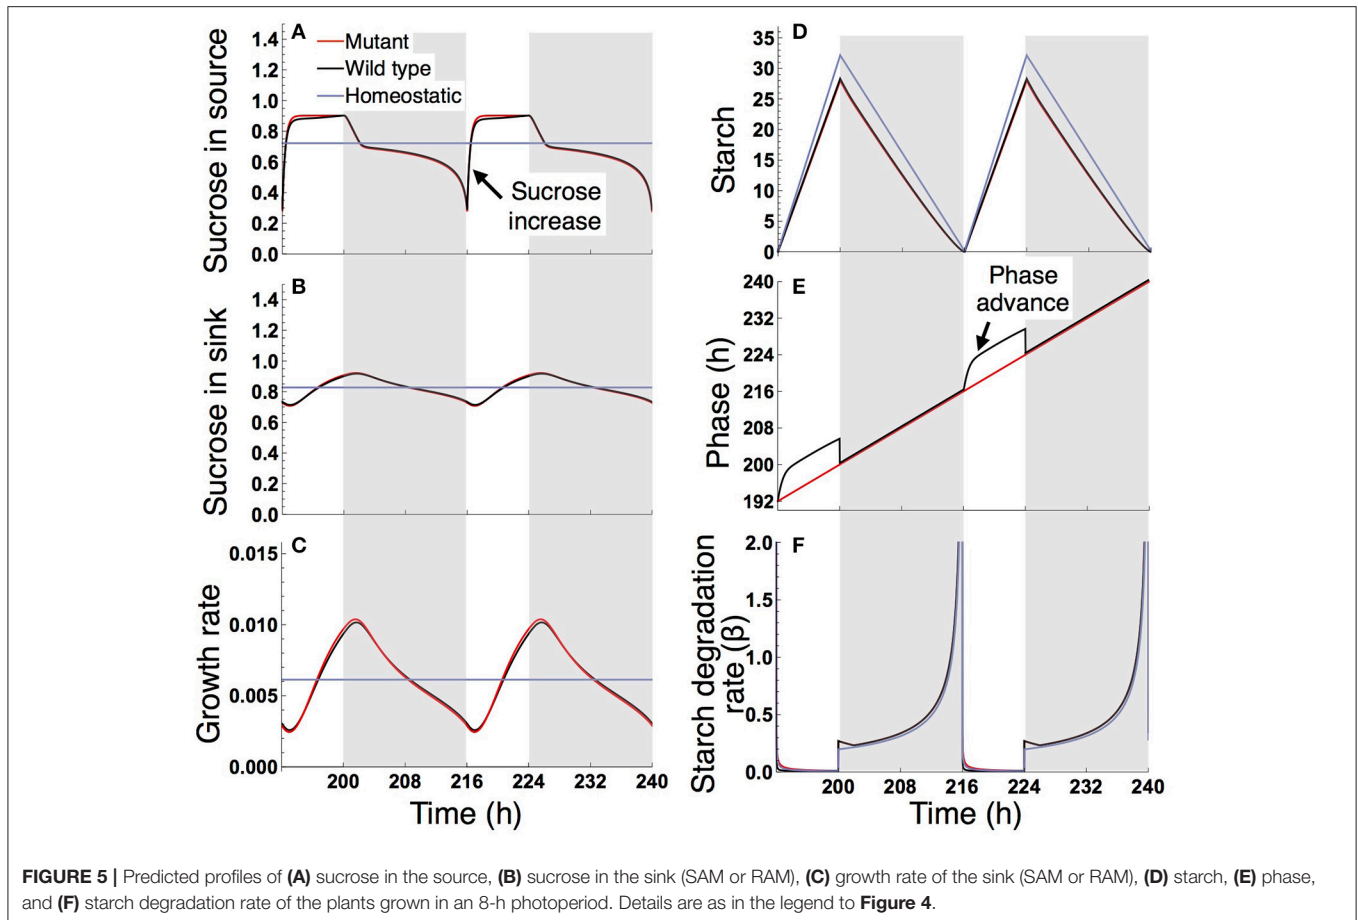 A
Mutant
Wild type
Homeostatic
Sucrose in source
1.4
1.2
1.0
0.8
0.6
0.4
0.2
0.0
Sucrose
increase
B
Sucrose in sink
1.4
1.2
1.0
0.8
0.6
0.4
0.2
0.0
C
Growth rate
0.015
0.010
0.005
0.000
200
208
216
224
232
240
Time (h)
D
Starch
35
30
25
20
15
10
5
0
E
Phase (h)
240
232
224
216
208
200
192
Phase
advance
F
Starch degradation
rate (β)
2.0
1.5
1.0
0.5
0.0
200
208
216
224
232
240
Time (h)
FIGURE 5 | Predicted profiles of (A) sucrose in the source, (B) sucrose in the sink (SAM or RAM), (C) growth rate of the sink (SAM or RAM), (D) starch, (E) phase,
and (F) starch degradation rate of the plants grown in an 8-h photoperiod. Details are as in the legend to Figure 4.